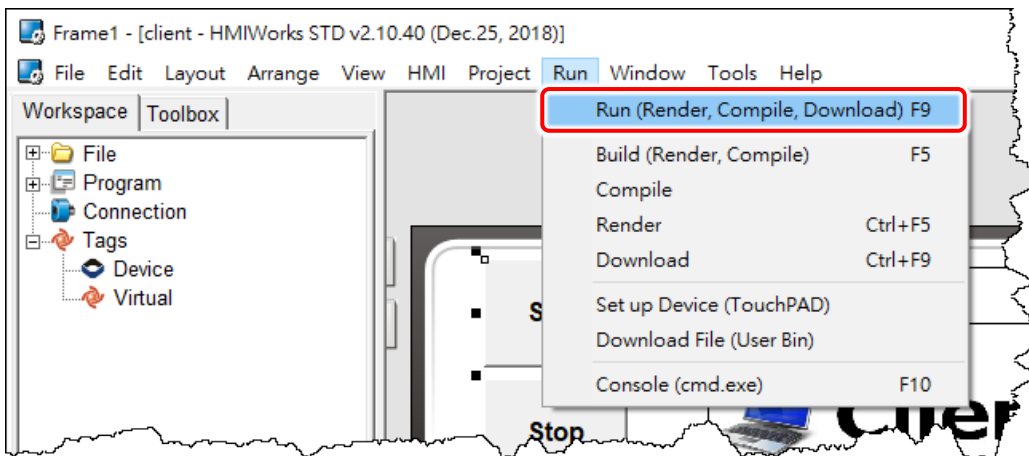 Frame1 - [client - HMIWorks STD v2.10.40 (Dec.25, 2018)]
File Edit Layout Arrange View HMI Project Run Window Tools Help
Workspace Toolbox
File
Program
Connection
Tags
Device
Virtual
Run (Render, Compile, Download) F9
Build (Render, Compile) F5
Compile
Render Ctrl+F5
Download Ctrl+F9
Set up Device (TouchPAD)
Download File (User Bin)
Console (cmd.exe) F10
S
Stop